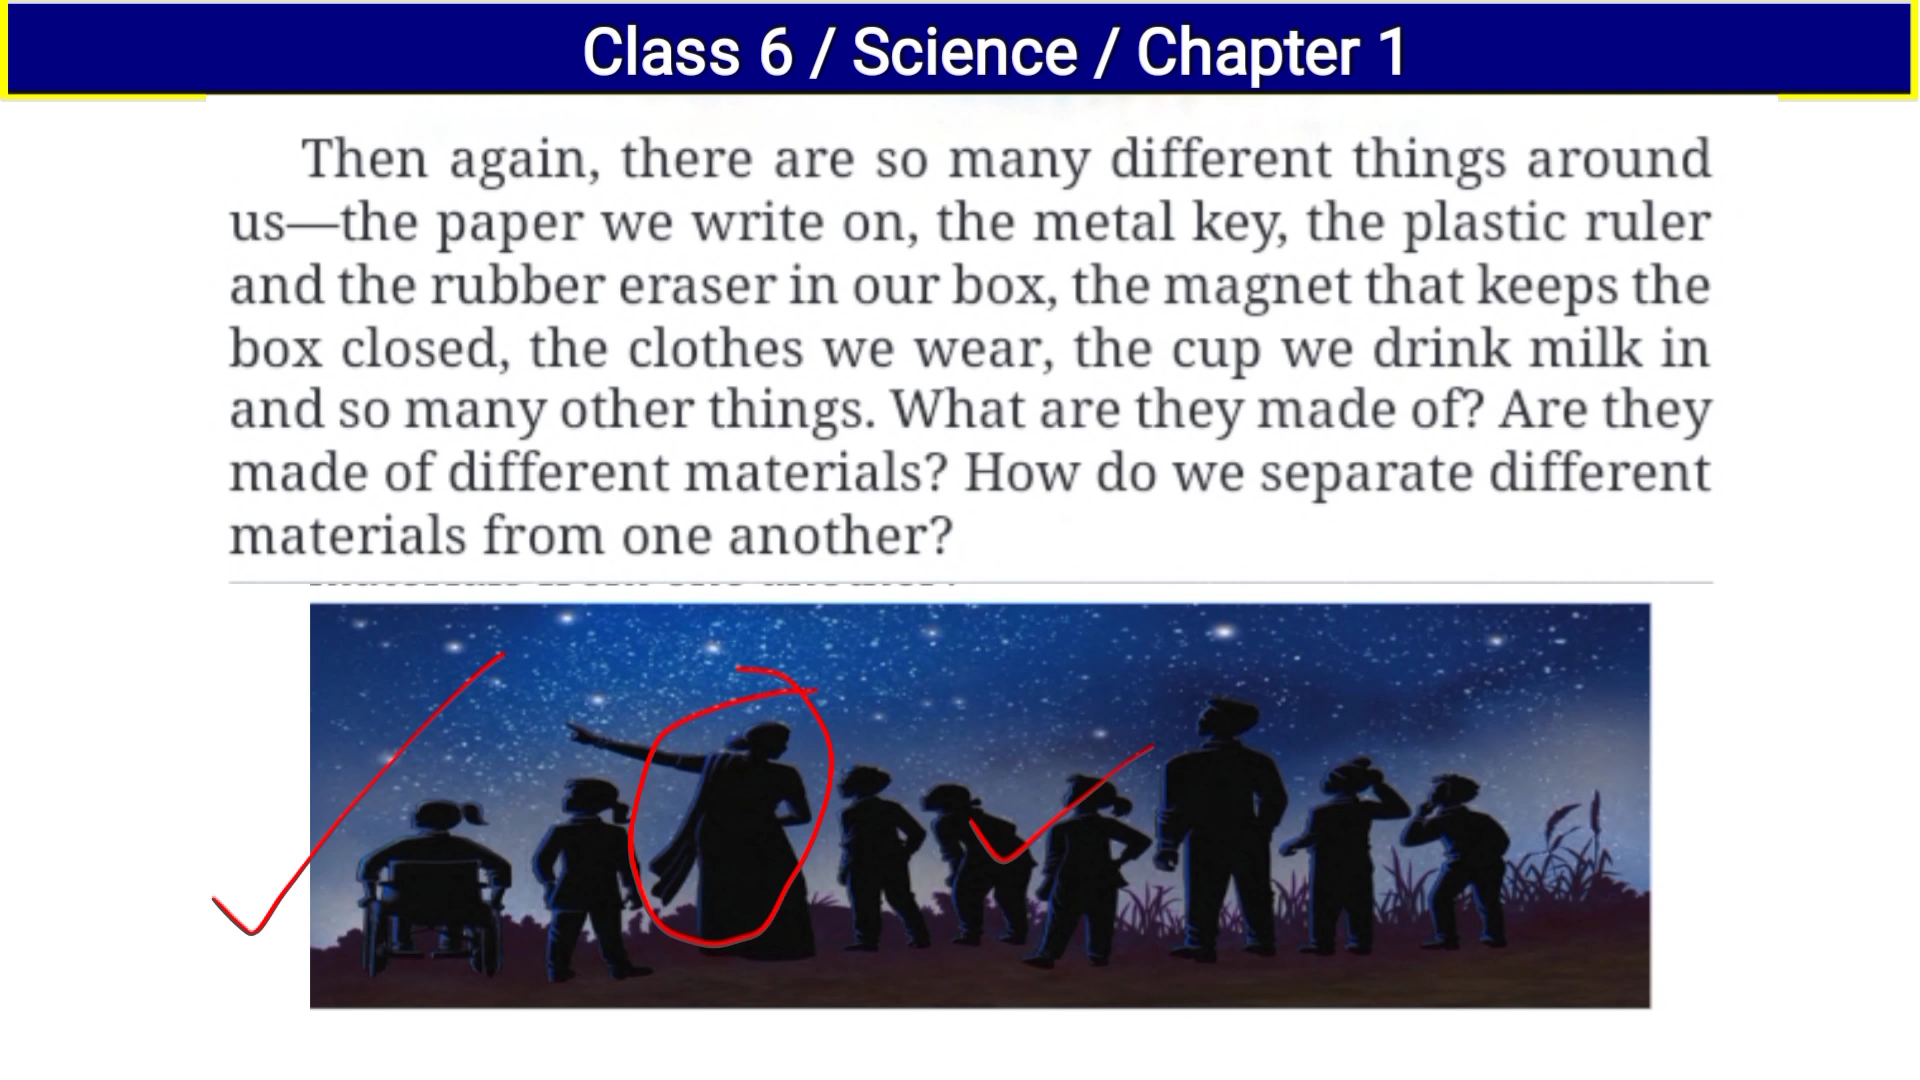 Class 6 / Science / Chapter 1
Then again, there are so many different things around
us—the paper we write on, the metal key, the plastic ruler
and the rubber eraser in our box, the magnet that keeps the
box closed, the clothes we wear, the cup we drink milk in
and so many other things. What are they made of? Are they
made of different materials? How do we separate different
materials from one another?